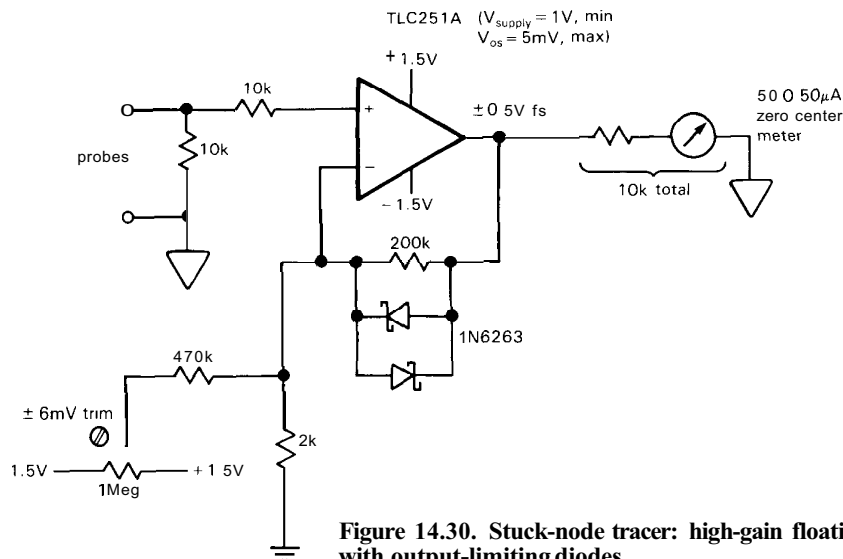 TLC251A (Vsupply = 1V, min
Vos = 5mV, max)
+ 1.5V
10k
+
± 0 5V fs
50 0 50μA
zero center
meter
10k
probes
−
− 1.5V
10k total
200k
1N6263
470k
± 6mV trim
2k
1.5V
+ 1 5V
1Meg
Figure 14.30. Stuck-node tracer: high-gain floati
with output-limiting diodes